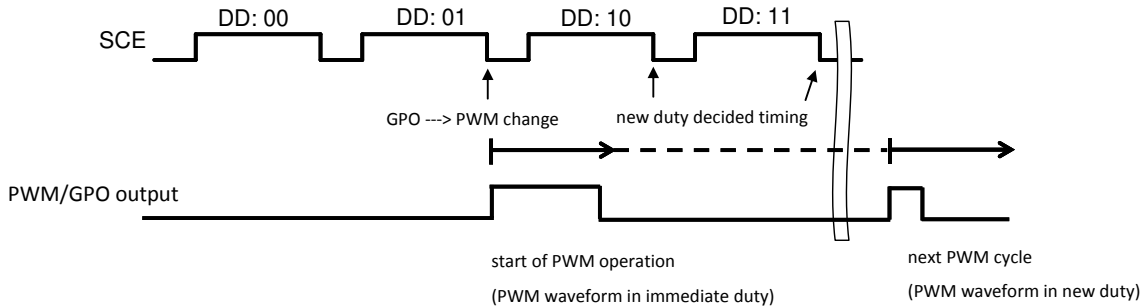 DD: 00 DD: 01 DD: 10 DD: 11
SCE
GPO ---> PWM change new duty decided timing
PWM/GPO output
start of PWM operation next PWM cycle
(PWM waveform in immediate duty) (PWM waveform in new duty)